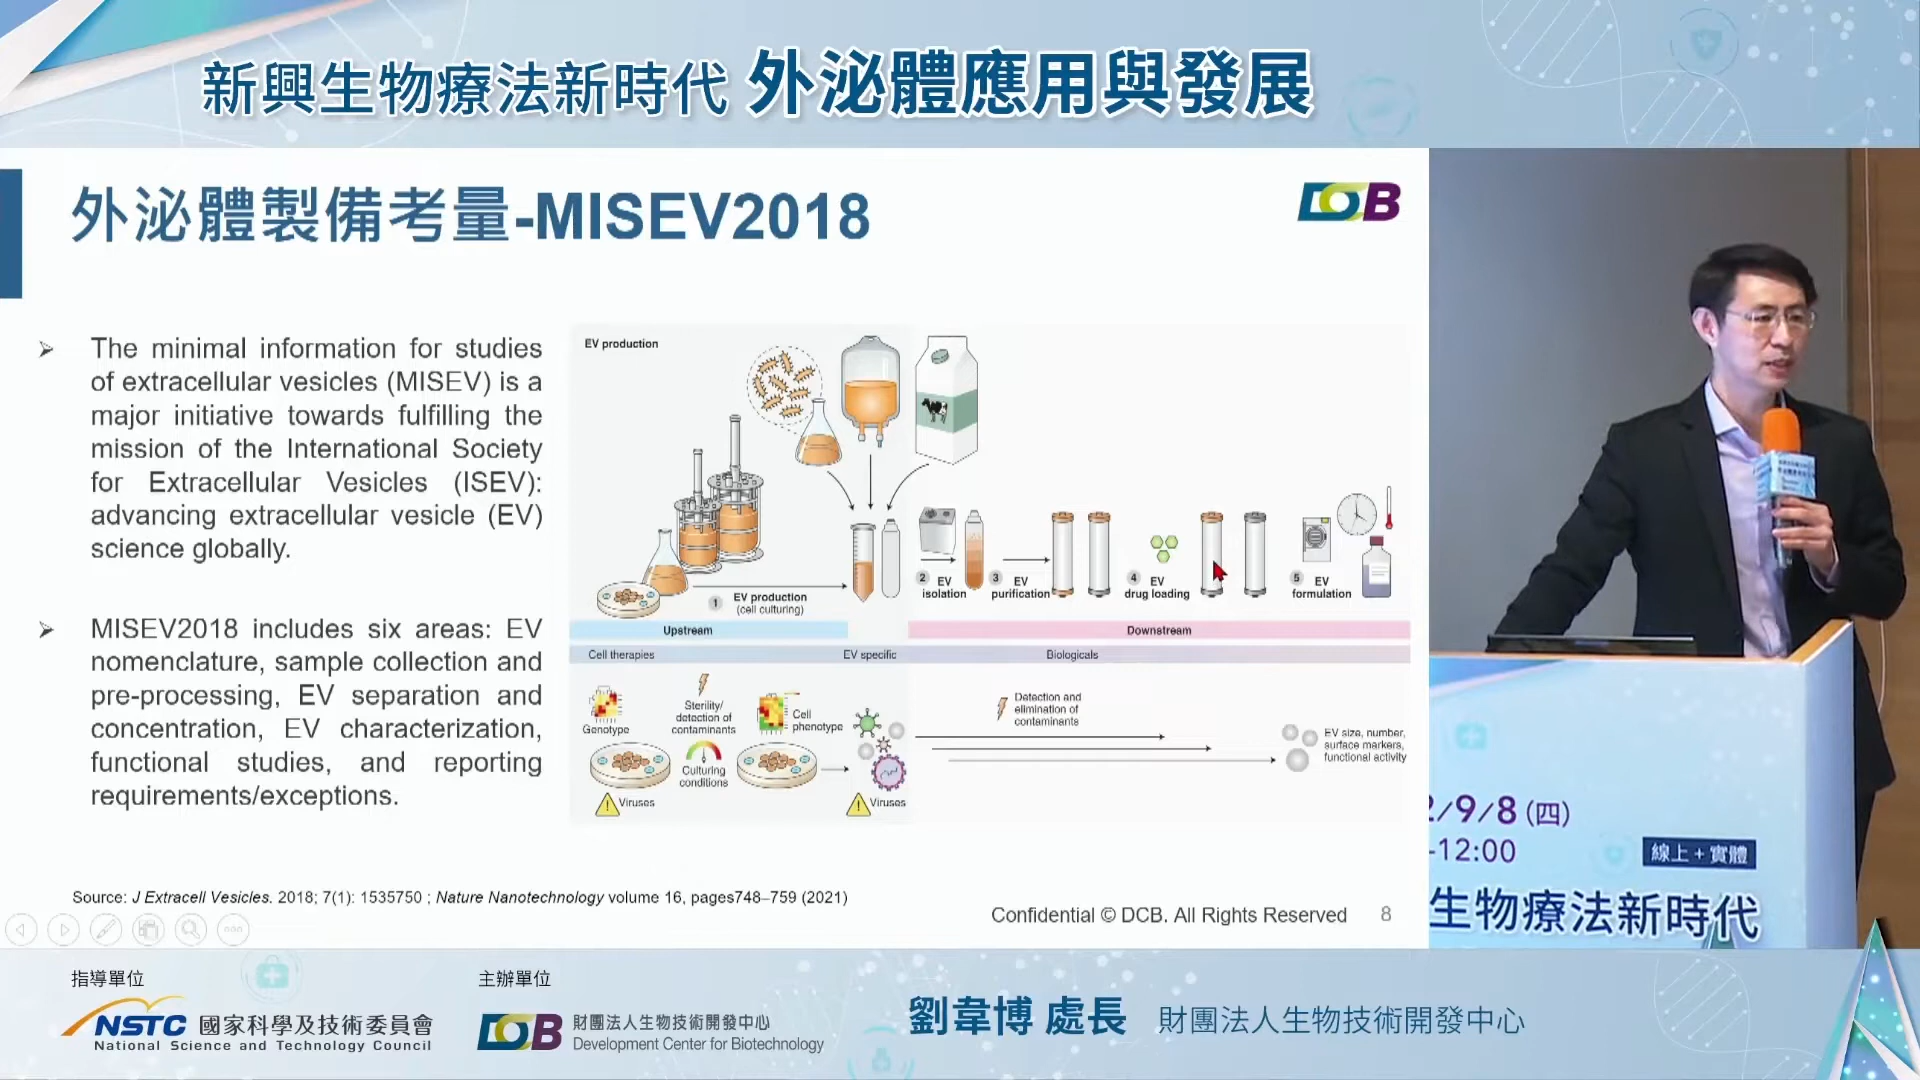 新興生物療法新時代 外泌體應用與發展
外泌體製備考量-MISEV2018
DCB
The minimal information for studies
of extracellular vesicles (MISEV) is a
major initiative towards fulfilling the
mission of the International Society
for Extracellular Vesicles (ISEV):
advancing extracellular vesicle (EV)
science globally.
MISEV2018 includes six areas: EV
nomenclature, sample collection and
pre-processing, EV separation and
concentration, EV characterization,
functional studies, and reporting
requirements/exceptions.
EV production
1 EV production
(cell culturing)
2 EV
isolation
3 EV
purification
4 EV
drug loading
5 EV
formulation
Upstream
Downstream
Cell therapies
EV specific
Biologicals
Genotype
Sterility/
detection of
contaminants
Cell
phenotype
Culturing
conditions
Viruses
Viruses
Detection and
elimination of
contaminants
EV size, number,
surface markers,
functional activity
Source: J Extracell Vesicles. 2018; 7(1): 1535750 ; Nature Nanotechnology volume 16, pages748–759 (2021)
Confidential © DCB. All Rights Reserved 8
2/9/8 (四)
-12:00
線上+實體
生物療法新時代
指導單位
NSTC 國家科學及技術委員會
National Science and Technology Council
主辦單位
DCB 財團法人生物技術開發中心
Development Center for Biotechnology
劉韋博 處長 財團法人生物技術開發中心